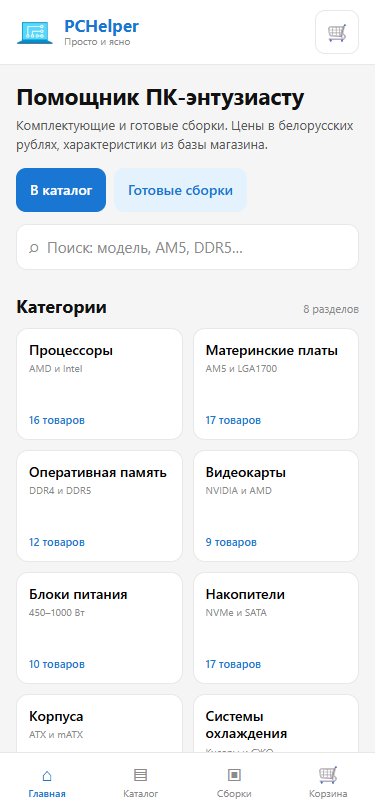 PCHelper
Просто и ясно
Помощник ПК-энтузиасту
Комплектующие и готовые сборки. Цены в белорусских
рублях, характеристики из базы магазина.
В каталог
Готовые сборки
Поиск: модель, AM5, DDR5...
Категории
8 разделов
Процессоры
AMD и Intel
16 товаров
Материнские платы
AM5 и LGA1700
17 товаров
Оперативная память
DDR4 и DDR5
12 товаров
Видеокарты
NVIDIA и AMD
9 товаров
Блоки питания
450–1000 Вт
10 товаров
Накопители
NVMe и SATA
17 товаров
Корпуса
ATX и mATX
Системы
охлаждения
Главная
Каталог
Сборки
Корзина